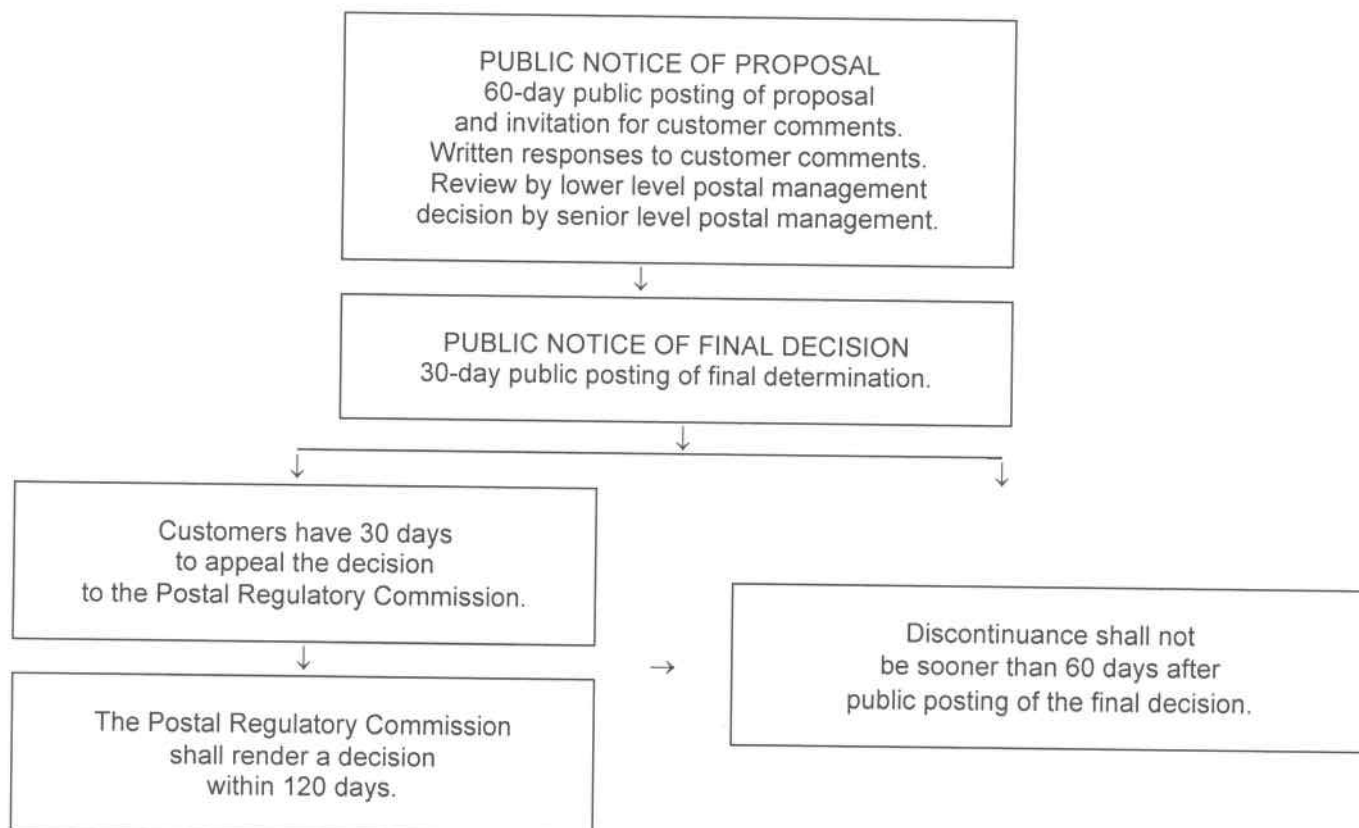 PUBLIC NOTICE OF PROPOSAL
60-day public posting of proposal
and invitation for customer comments.
Written responses to customer comments.
Review by lower level postal management
decision by senior level postal management.
PUBLIC NOTICE OF FINAL DECISION
30-day public posting of final determination.
Customers have 30 days
to appeal the decision
to the Postal Regulatory Commission.
The Postal Regulatory Commission
shall render a decision
within 120 days.
Discontinuance shall not
be sooner than 60 days after
public posting of the final decision.